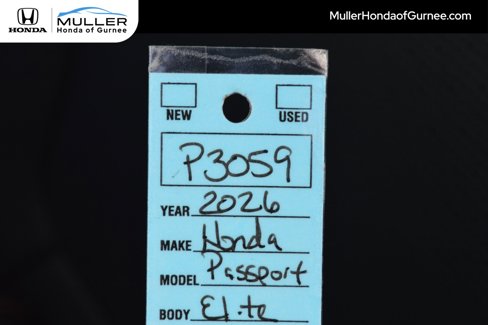 HONDA
MULLER
Honda of Gurnee
MullerHondaofGurnee.com
NEW USED
P3059
YEAR 2026
MAKE Honda
MODEL Passport
BODY Elite